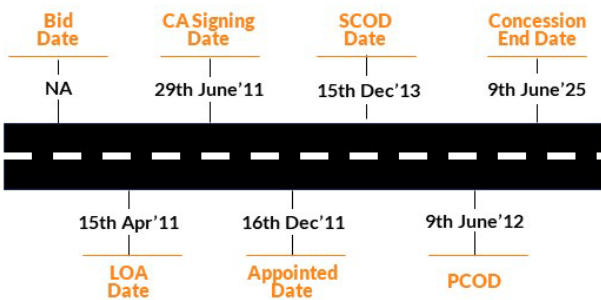 Bid
Date
CA Signing
Date
SCOD
Date
Concession
End Date
NA
29th June'11
15th Dec'13
9th June'25
15th Apr'11
16th Dec'11
9th June'12
LOA
Date
Appointed
Date
PCOD